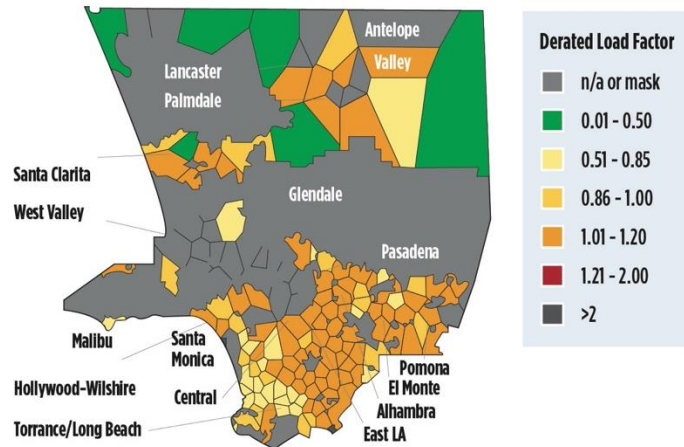 Antelope
Valley
Lancaster
Palmdale
Santa Clarita
West Valley
Glendale
Pasadena
Malibu
Santa
Monica
Hollywood-Wilshire
Central
Torrance/Long Beach
Pomona
El Monte
Alhambra
East LA
Derated Load Factor
n/a or mask
0.01 - 0.50
0.51 - 0.85
0.86 - 1.00
1.01 - 1.20
1.21 - 2.00
>2